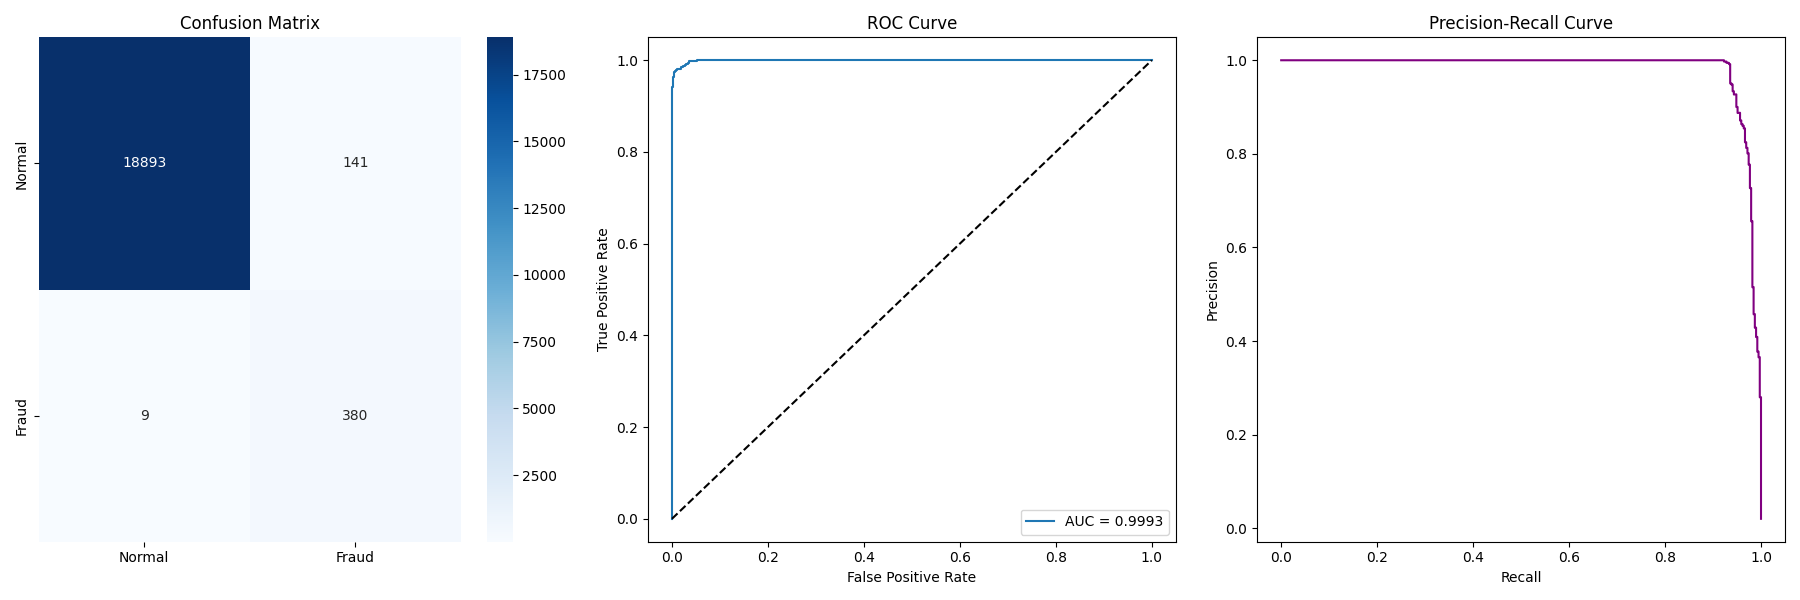 Confusion Matrix
Normal
Fraud
18893
141
9
380
Normal
Fraud
17500
15000
12500
10000
7500
5000
2500
ROC Curve
True Positive Rate
1.0
0.8
0.6
0.4
0.2
0.0
AUC = 0.9993
0.0
0.2
0.4
0.6
0.8
1.0
False Positive Rate
Precision-Recall Curve
Precision
1.0
0.8
0.6
0.4
0.2
0.0
0.0
0.2
0.4
0.6
0.8
1.0
Recall